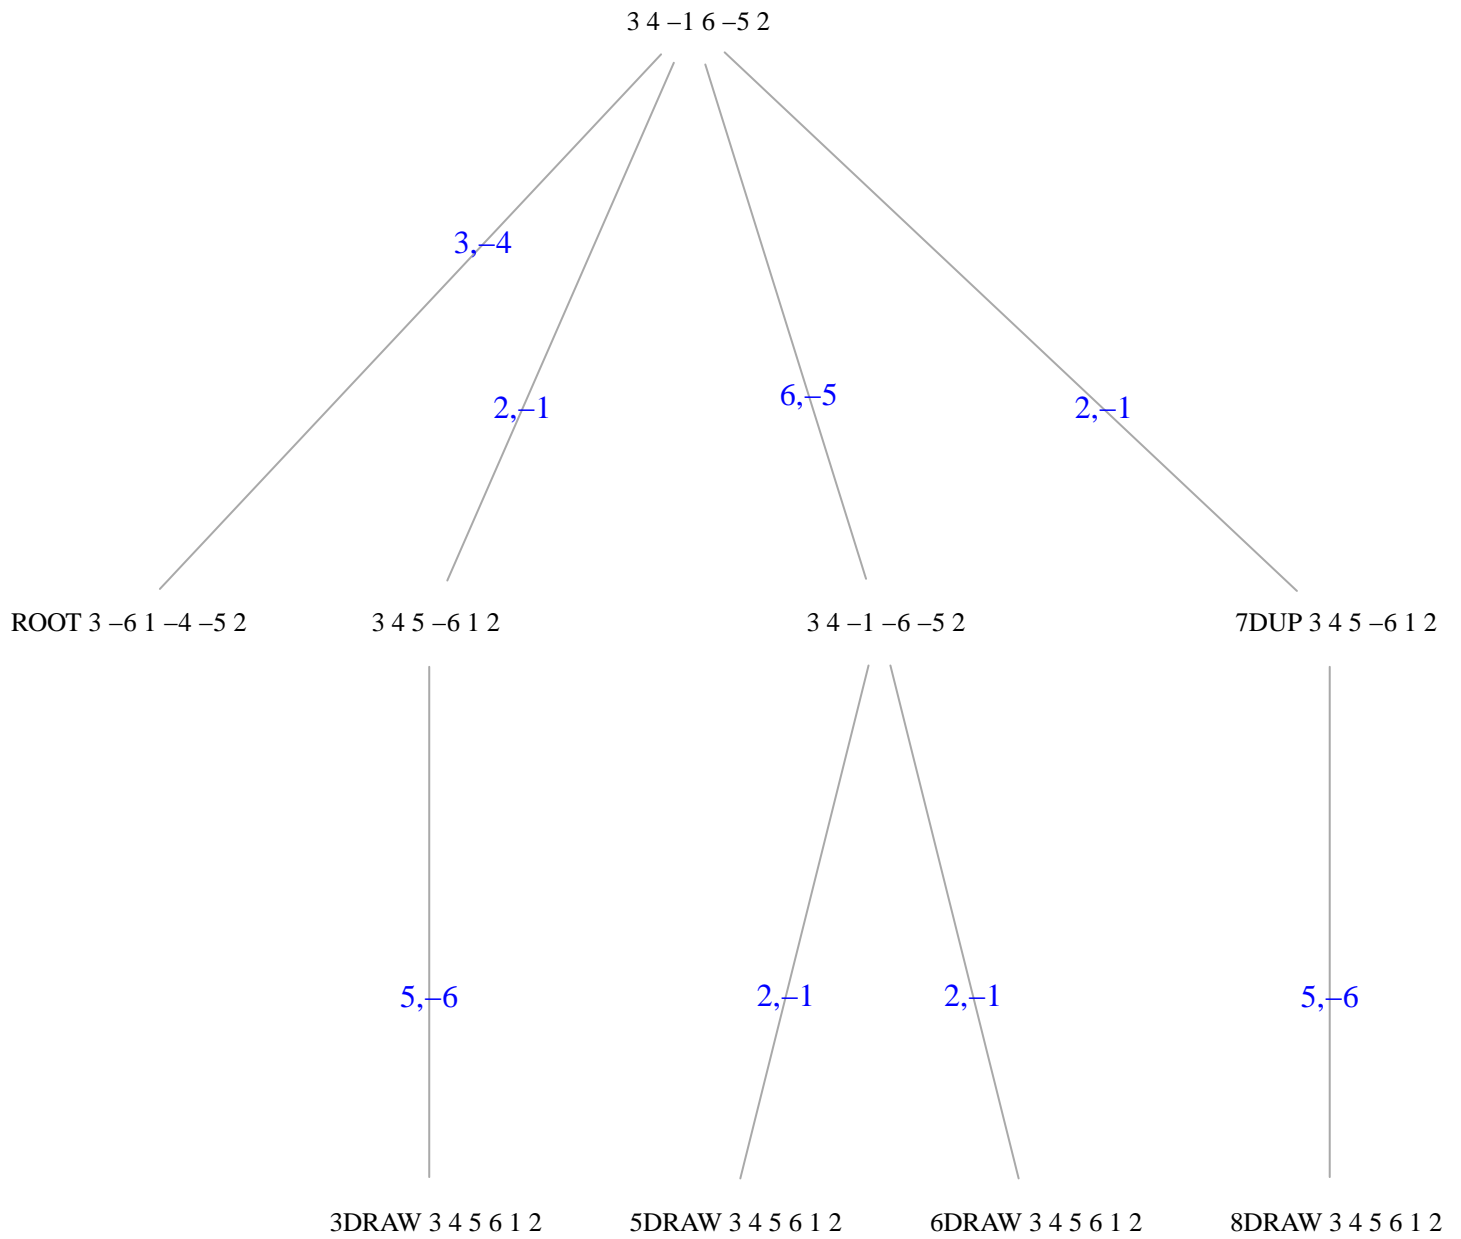 3 4 –1 6 –5 2
3,–4
2,–1
6,–5
2,–1
ROOT 3 –6 1 –4 –5 2
3 4 5 –6 1 2
3 4 –1 –6 –5 2
7DUP 3 4 5 –6 1 2
5,–6
2,–1
2,–1
5,–6
3DRAW 3 4 5 6 1 2
5DRAW 3 4 5 6 1 2
6DRAW 3 4 5 6 1 2
8DRAW 3 4 5 6 1 2